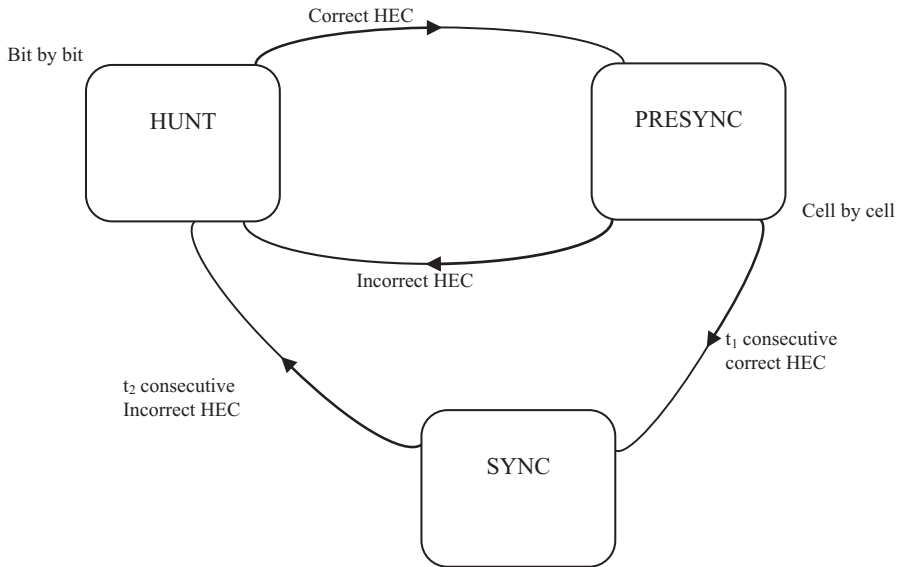 Correct HEC
Bit by bit
HUNT
PRESYNC
Cell by cell
Incorrect HEC
t₁ consecutive
correct HEC
t₂ consecutive
Incorrect HEC
SYNC